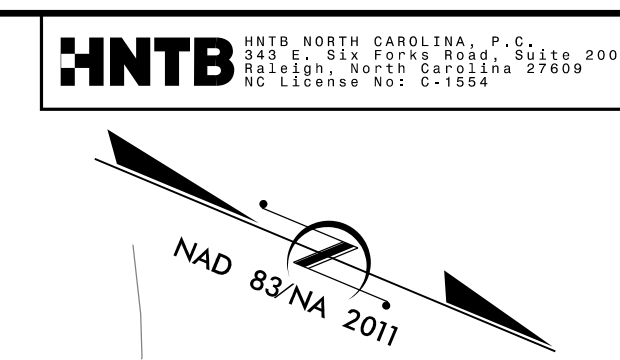 HNTB
HNTB NORTH CAROLINA, P.C.
343 E. Six Forks Road, Suite 200
Raleigh, North Carolina 27609
NC License No: C-1554
NAD 83/NA 2011